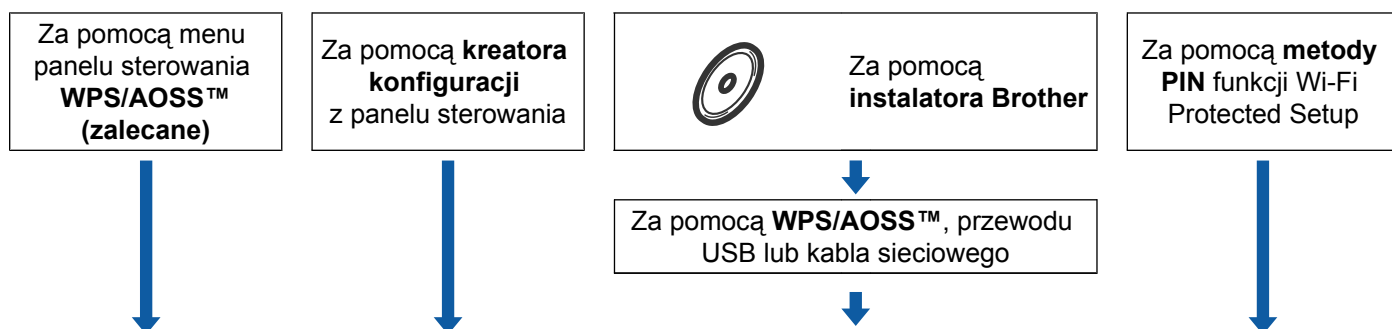 Za pomocą menu
panelu sterowania
WPS/AOSS™
(zalecane)
Za pomocą kreatora
konfiguracji
z panelu sterowania
Za pomocą
instalatora Brother
Za pomocą metody
PIN funkcji Wi-Fi
Protected Setup
Za pomocą WPS/AOSS™, przewodu
USB lub kabla sieciowego